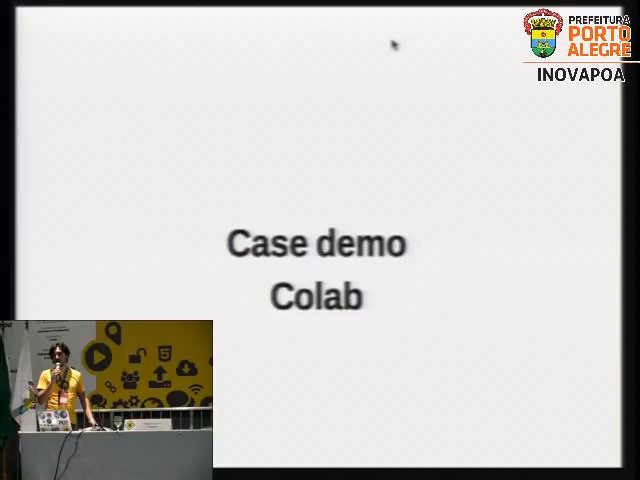 PREFEITURA
PORTO
ALEGRE
INOVAPOA
Case demo
Colab